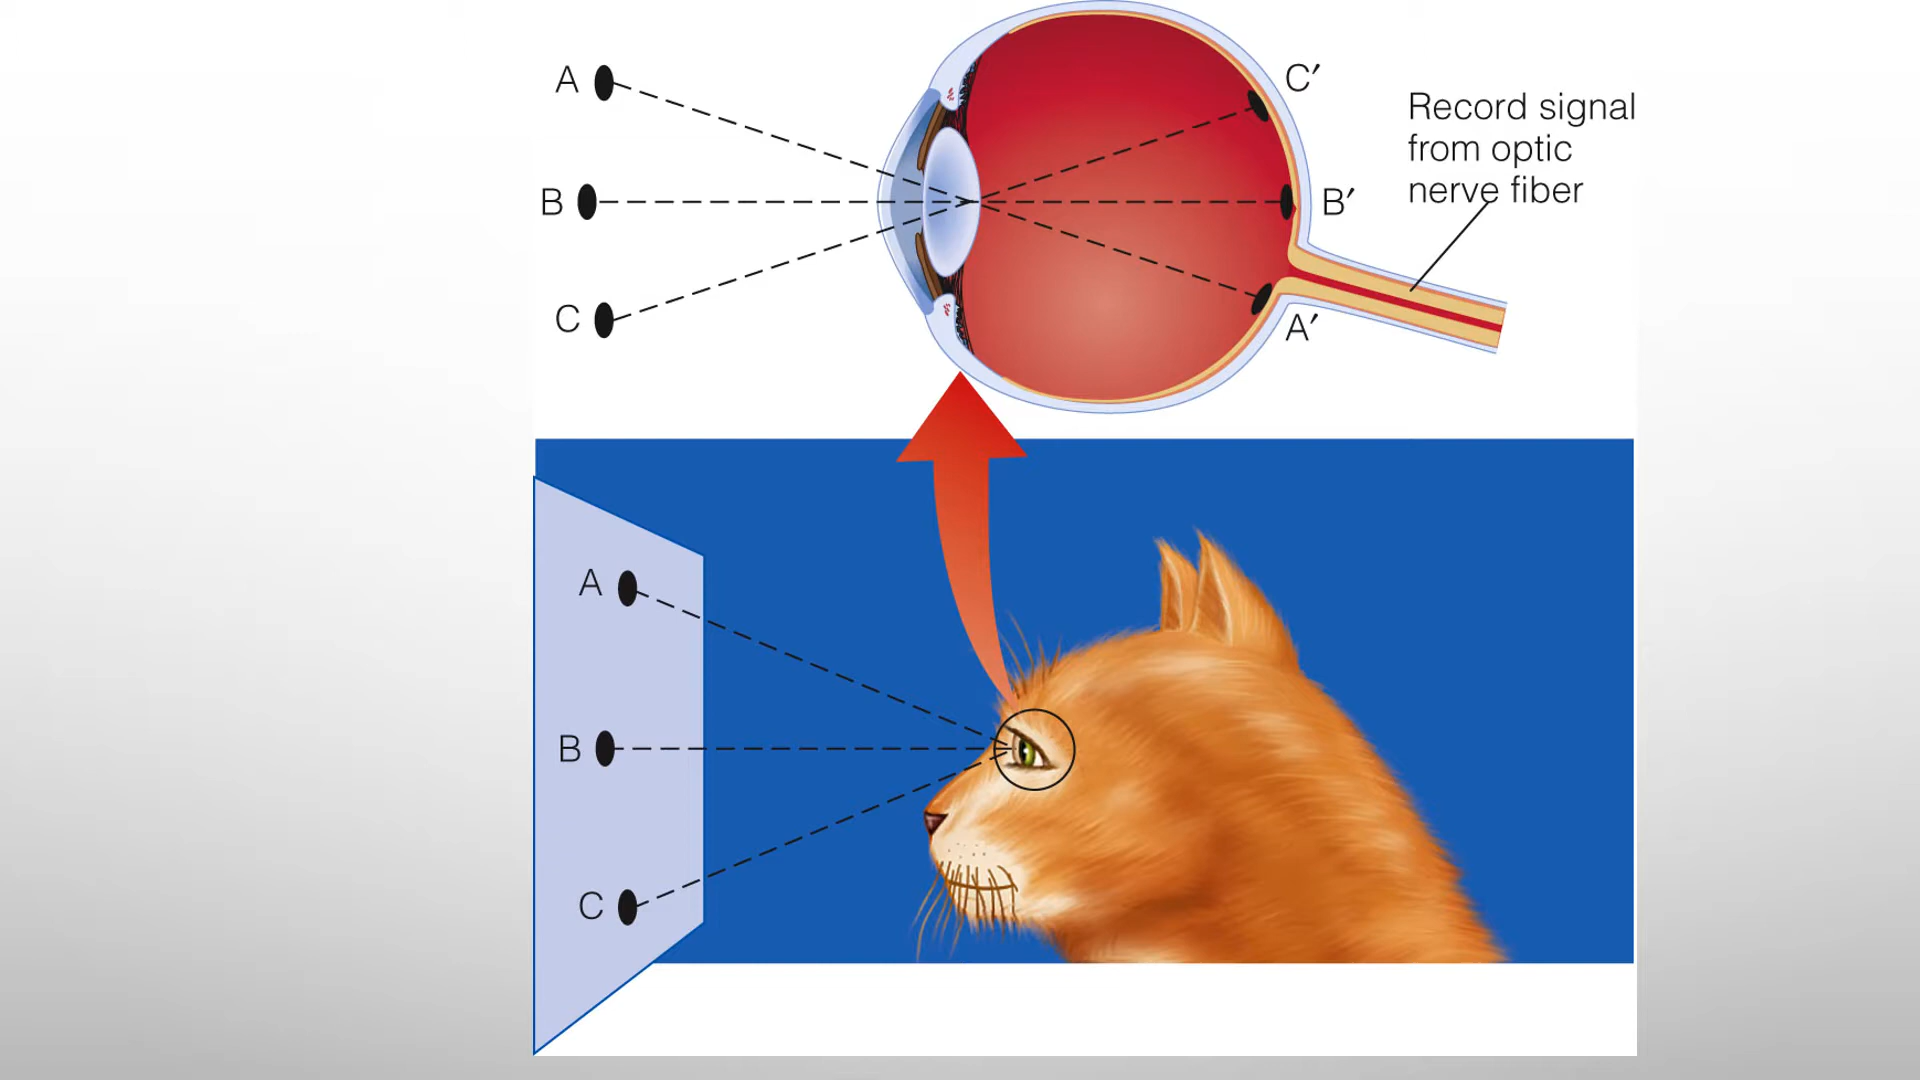 A
B
C
C′
B′
A′
Record signal
from optic
nerve fiber
A
B
C